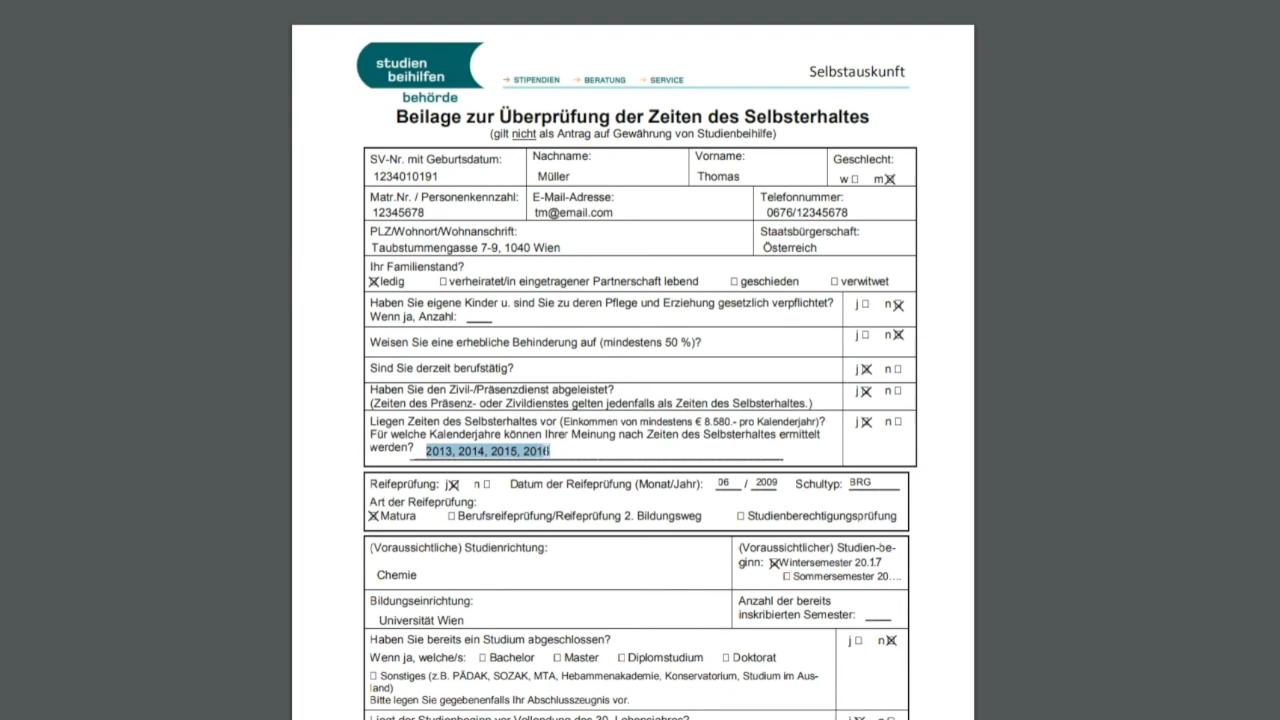 studien
beihilfen
behörde
→ STIPENDIEN → BERATUNG → SERVICE
Selbstauskunft
Beilage zur Überprüfung der Zeiten des Selbsterhaltes
(gilt nicht als Antrag auf Gewährung von Studienbeihilfe)
SV-Nr. mit Geburtsdatum: Nachname: Vorname: Geschlecht:
1234010191 Müller Thomas w☐ m☒
Matr.Nr. / Personenkennzahl: E-Mail-Adresse: Telefonnummer:
12345678 tm@email.com 0676/12345678
PLZ/Wohnort/Wohnanschrift: Staatsbürgerschaft:
Taubstummengasse 7-9, 1040 Wien Österreich
Ihr Familienstand?
☒ledig ☐verheiratet/in eingetragener Partnerschaft lebend ☐geschieden ☐verwitwet
Haben Sie eigene Kinder u. sind Sie zu deren Pflege und Erziehung gesetzlich verpflichtet? j☐ n☒
Wenn ja, Anzahl: ____
Weisen Sie eine erhebliche Behinderung auf (mindestens 50 %)? j☐ n☒
Sind Sie derzeit berufstätig? j☒ n☐
Haben Sie den Zivil-/Präsenzdienst abgeleistet? j☒ n☐
(Zeiten des Präsenz- oder Zivildienstes gelten jedenfalls als Zeiten des Selbsterhaltes.)
Liegen Zeiten des Selbsterhaltes vor (Einkommen von mindestens € 8.580.- pro Kalenderjahr)? j☒ n☐
Für welche Kalenderjahre können Ihrer Meinung nach Zeiten des Selbsterhaltes ermittelt
werden? 2013, 2014, 2015, 2016
Reifeprüfung: j☒ n☐ Datum der Reifeprüfung (Monat/Jahr): 06 / 2009 Schultyp: BRG
Art der Reifeprüfung:
☒Matura ☐Berufsreifeprüfung/Reifeprüfung 2. Bildungsweg ☐Studienberechtigungsprüfung
(Voraussichtliche) Studienrichtung: (Voraussichtlicher) Studien-be-
ginn: ☒Wintersemester 20.17
Chemie ☐Sommersemester 20....
Bildungseinrichtung: Anzahl der bereits
inskribierten Semester: ____
Universität Wien
Haben Sie bereits ein Studium abgeschlossen? j☐ n☒
Wenn ja, welche/s: ☐Bachelor ☐Master ☐Diplomstudium ☐Doktorat
☐ Sonstiges (z.B. PÄDAK, SOZAK, MTA, Hebammenakademie, Konservatorium, Studium im Aus-
land)
Bitte legen Sie gegebenenfalls Ihr Abschlusszeugnis vor.
Liegt der Studienbeginn vor Vollendung des 30. Lebensjahres? j☒ n☐